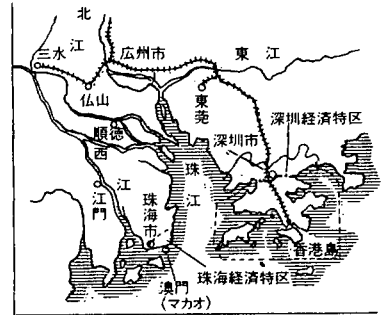 北江
三水
広州市
東江
仏山
東莞
順徳
西江
深圳経済特区
深圳市
珠江
江門
珠海市
香港島
珠海経済特区
澳門
(マカオ)